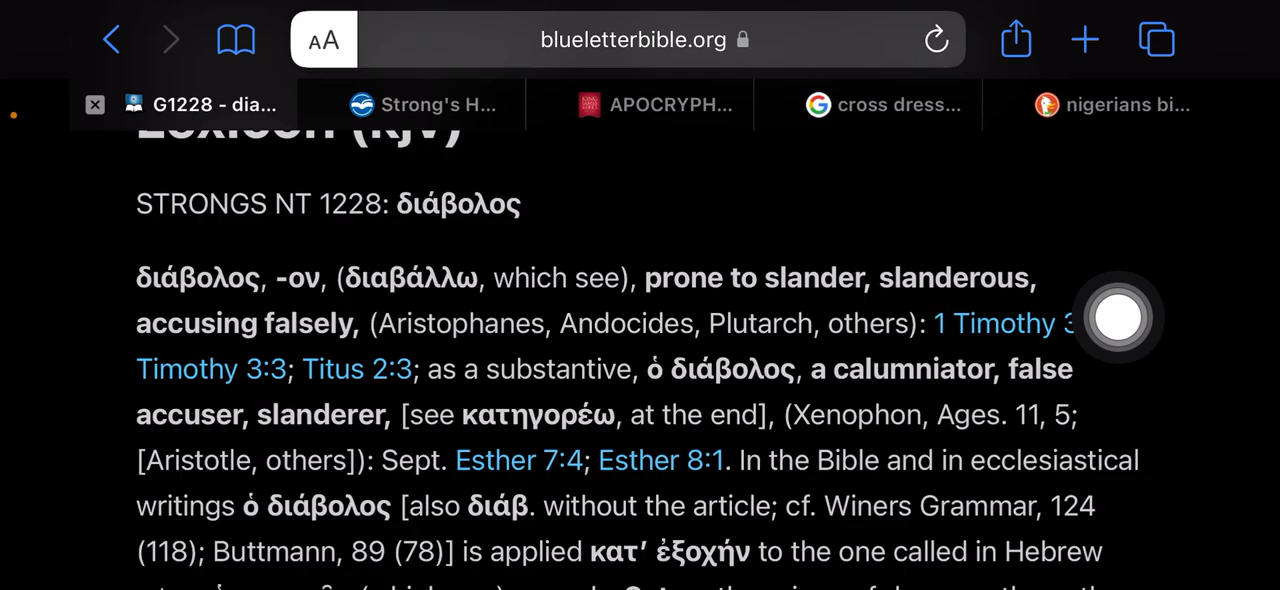 AA blueletterbible.org
G1228 - dia... Strong's H... APOCRYPH... cross dress... nigerians bi...
Lexicon (kjv)
STRONGS NT 1228: διάβολος
διάβολος, -ον, (διαβάλλω, which see), prone to slander, slanderous,
accusing falsely, (Aristophanes, Andocides, Plutarch, others): 1 Timothy 3
Timothy 3:3; Titus 2:3; as a substantive, ὁ διάβολος, a calumniator, false
accuser, slanderer, [see κατηγορέω, at the end], (Xenophon, Ages. 11, 5;
[Aristotle, others]): Sept. Esther 7:4; Esther 8:1. In the Bible and in ecclesiastical
writings ὁ διάβολος [also διάβ. without the article; cf. Winers Grammar, 124
(118); Buttmann, 89 (78)] is applied κατ’ ἐξοχήν to the one called in Hebrew